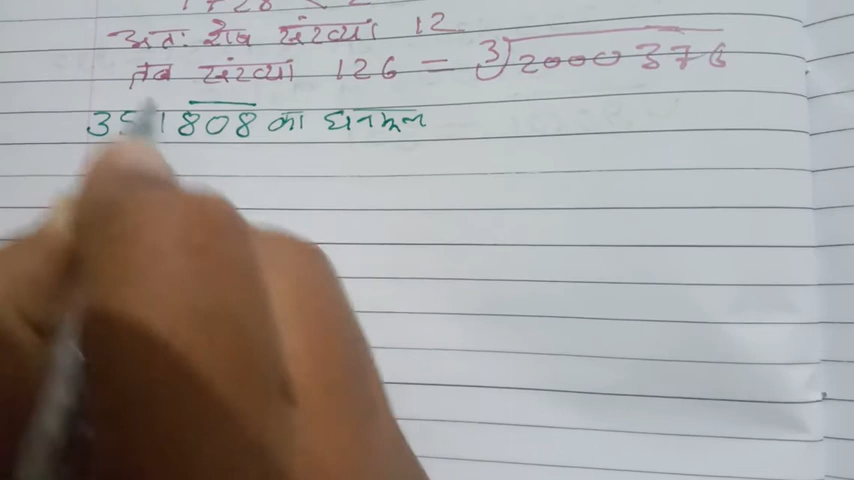 अतः शेष संख्यां 12
तब संख्यां 126 = ∛2000376
351808 का घनमूल